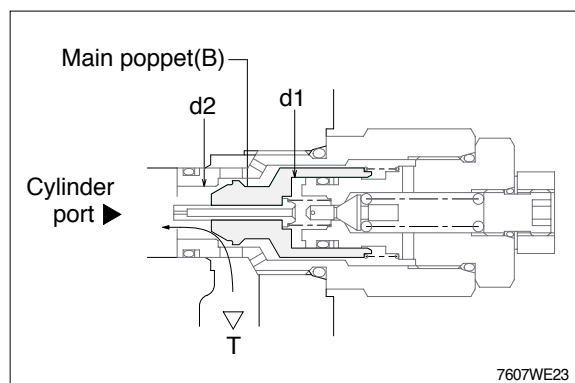 Main poppet(B)
d2
d1
Cylinder
port
T
7607WE23